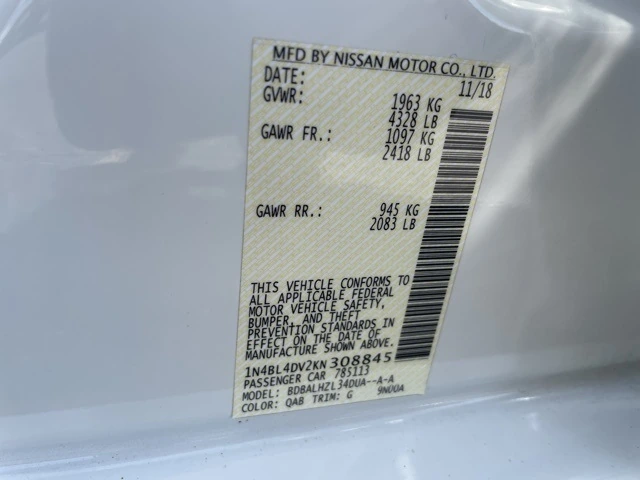 MFD BY NISSAN MOTOR CO., LTD.
DATE: 11/18
GVWR: 1963 KG
4328 LB
GAWR FR.: 1097 KG
2418 LB
GAWR RR.: 945 KG
2083 LB
THIS VEHICLE CONFORMS TO
ALL APPLICABLE FEDERAL
MOTOR VEHICLE SAFETY,
BUMPER, AND THEFT
PREVENTION STANDARDS IN
EFFECT ON THE DATE OF
MANUFACTURE SHOWN ABOVE.
1N4BL4DV2KN308845
PASSENGER CAR 785113
MODEL: BDBALHZL34DUA--A-A
COLOR: QAB TRIM: G 9N00A